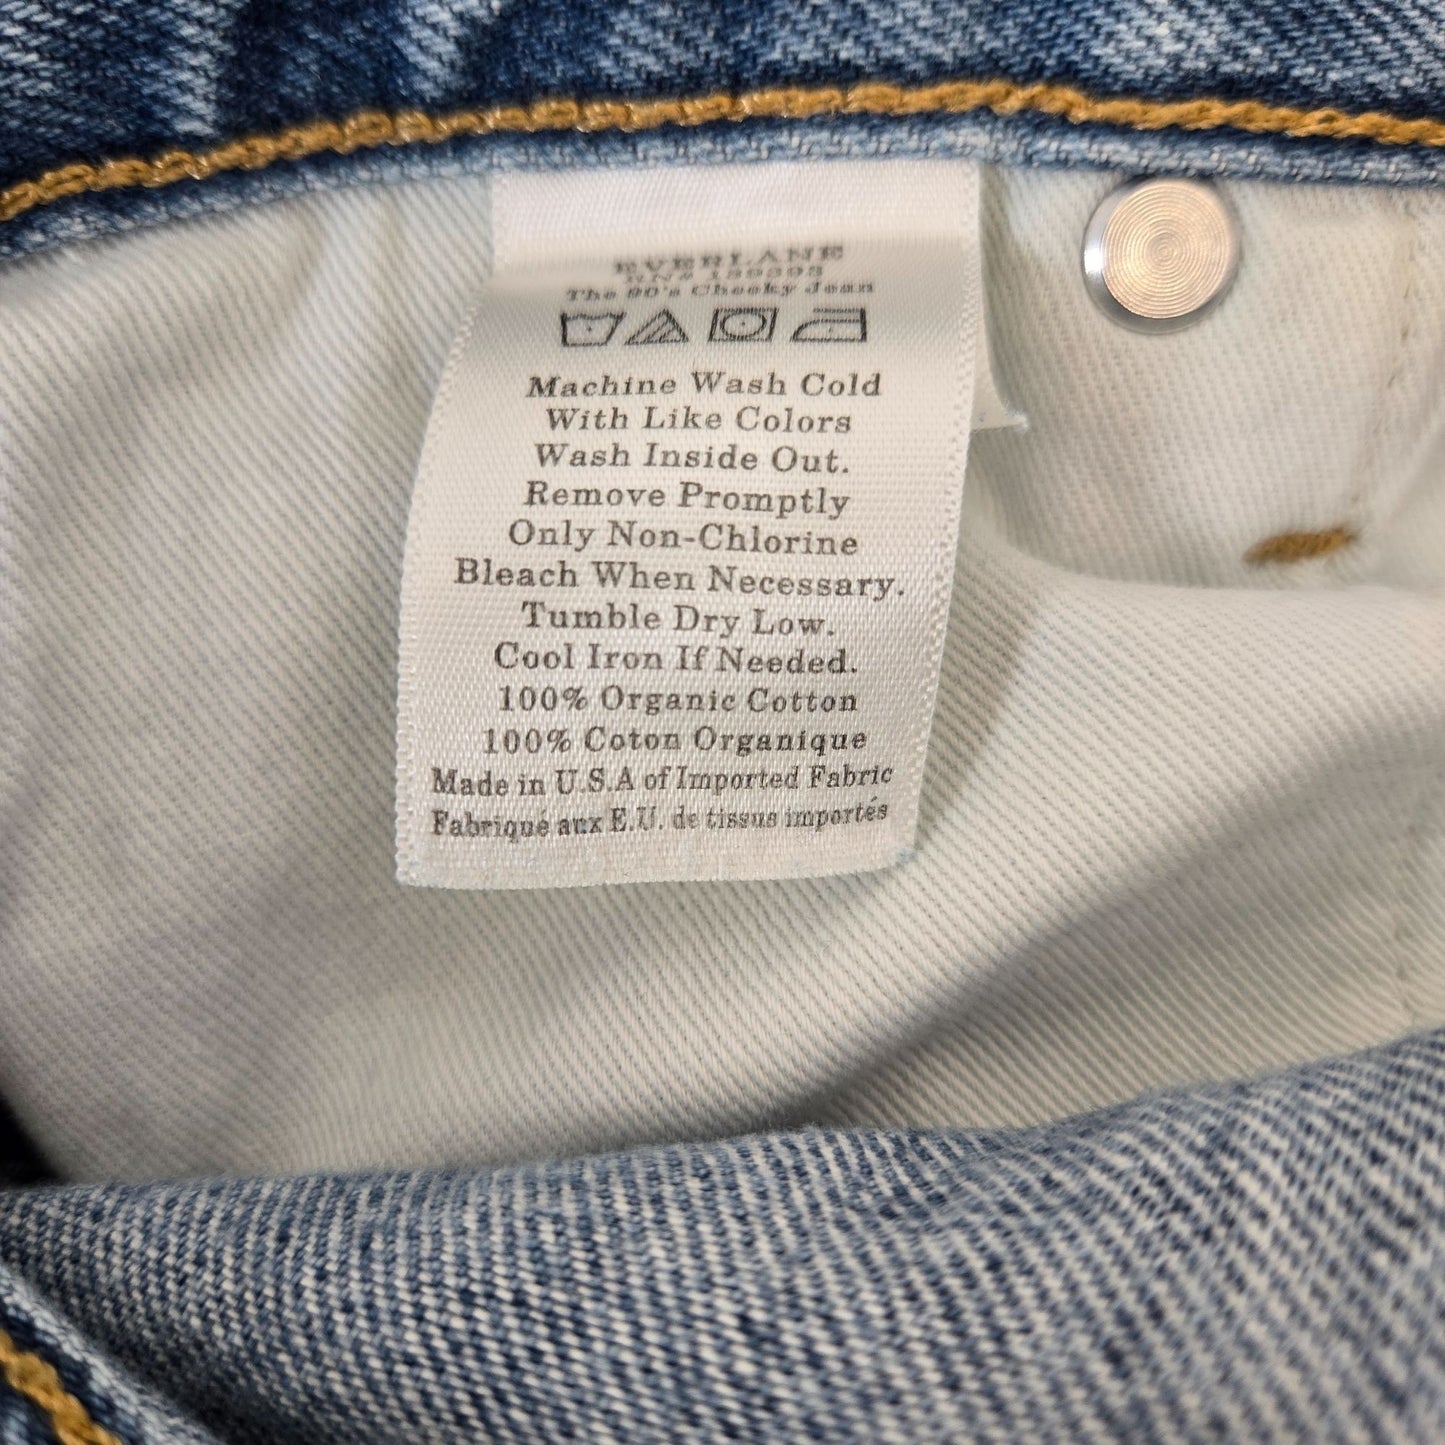 EVERLANE
RN# 139398
The 90's Cheeky Jean
Machine Wash Cold
With Like Colors
Wash Inside Out.
Remove Promptly
Only Non-Chlorine
Bleach When Necessary.
Tumble Dry Low.
Cool Iron If Needed.
100% Organic Cotton
100% Coton Organique
Made in U.S.A of Imported Fabric
Fabriqué aux E.U. de tissus importés